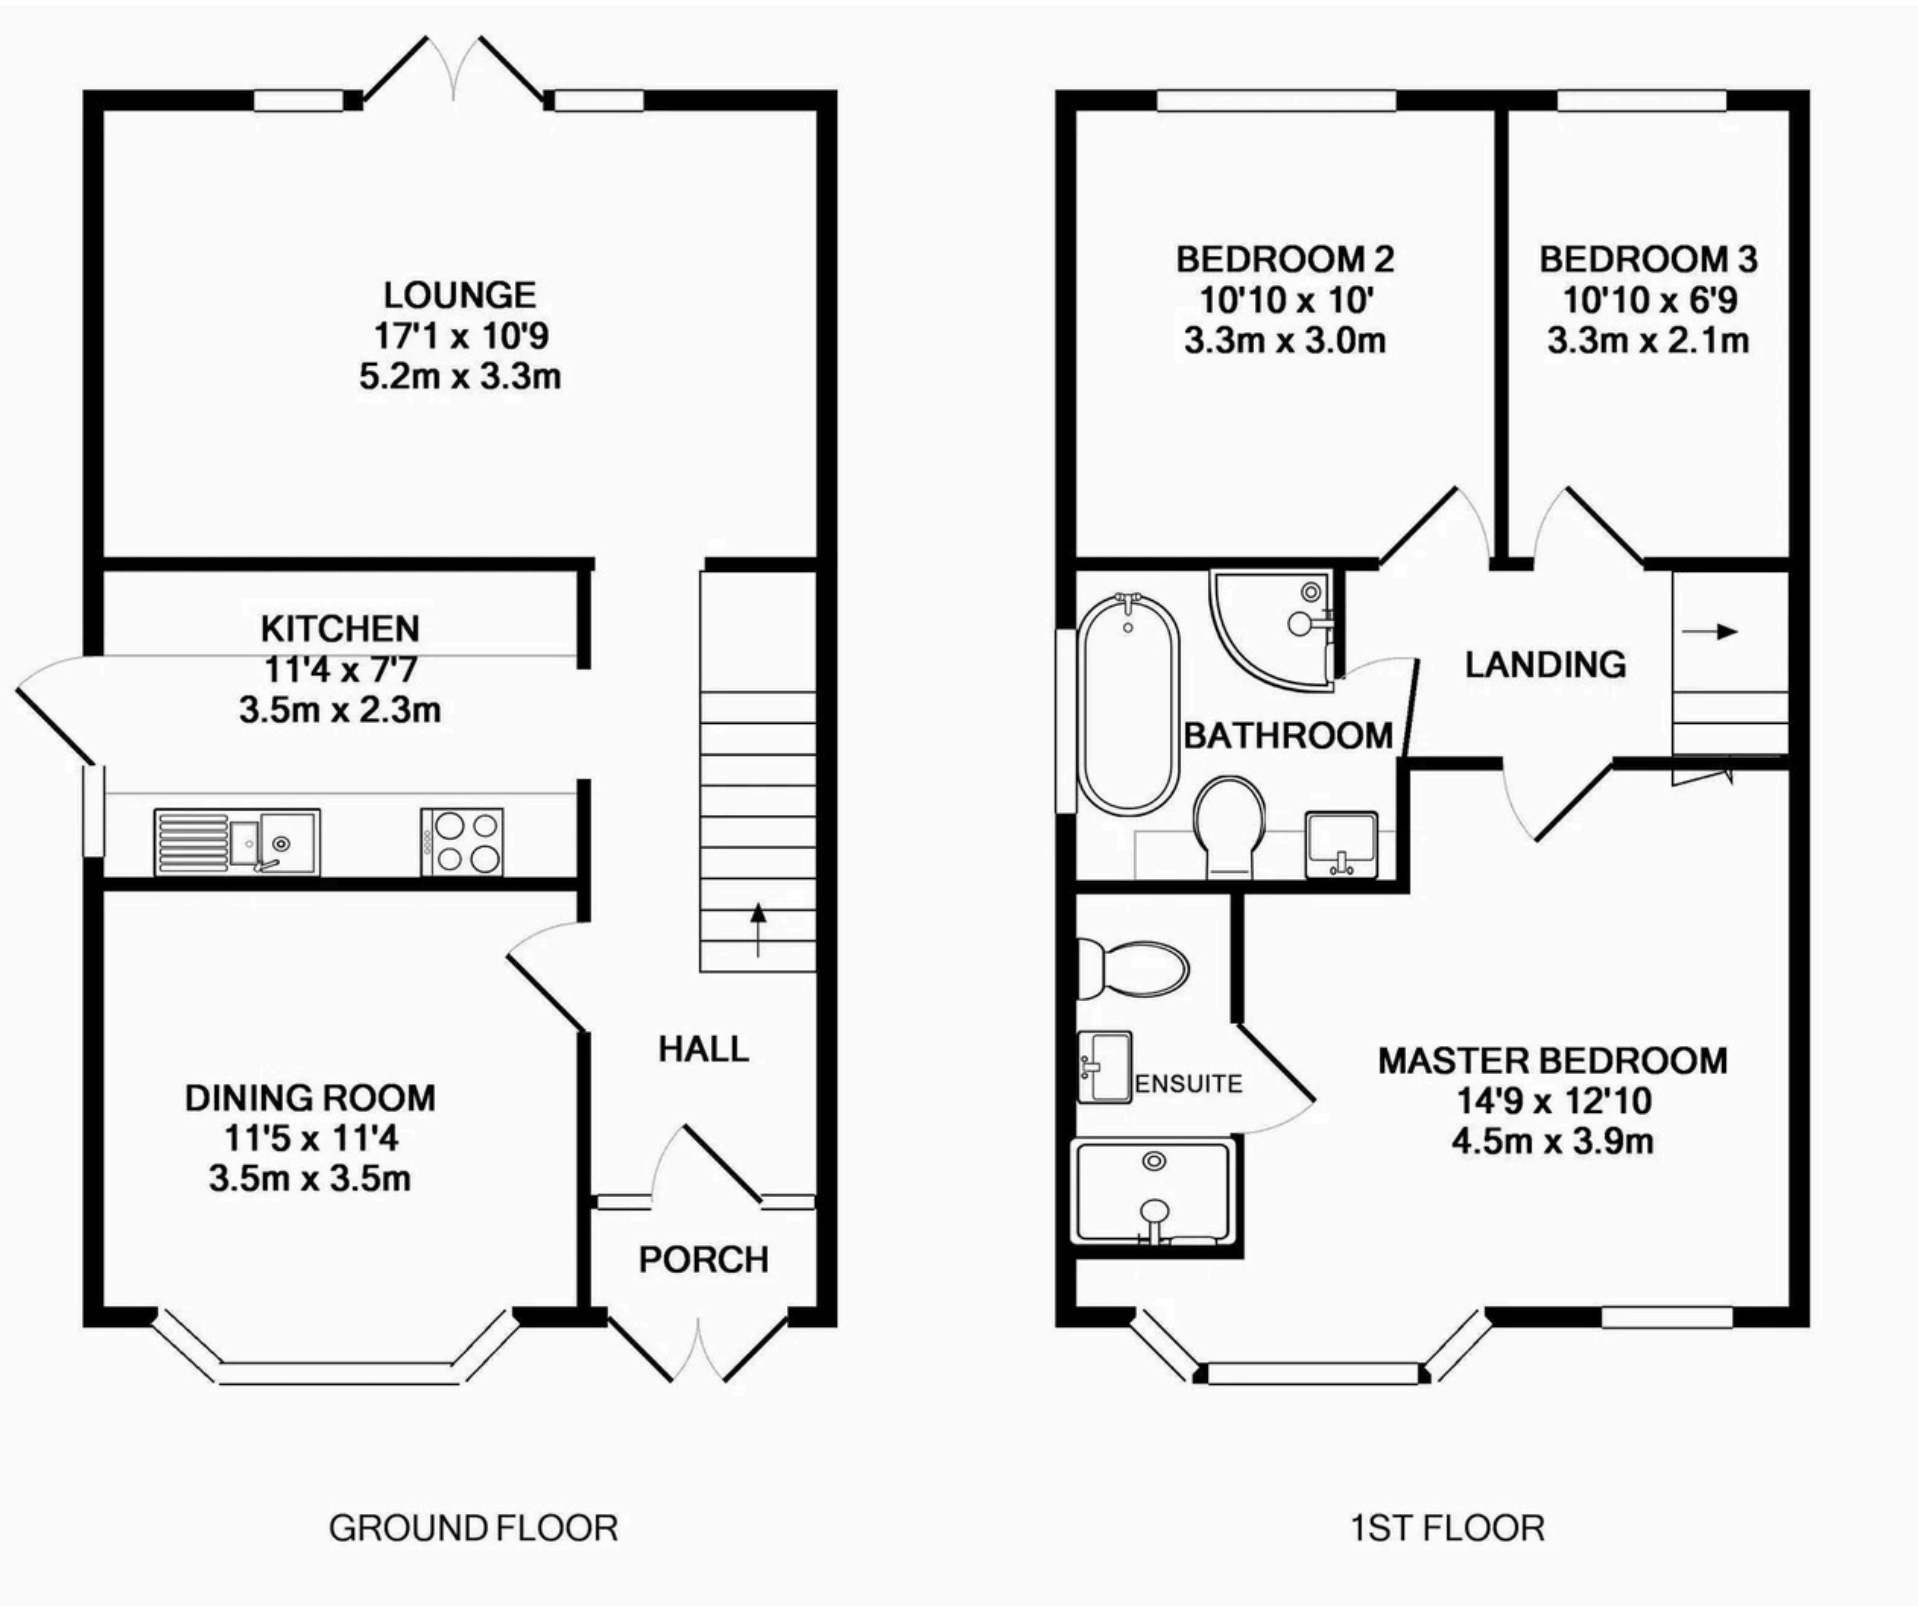 LOUNGE
17'1 x 10'9
5.2m x 3.3m
KITCHEN
11'4 x 7'7
3.5m x 2.3m
DINING ROOM
11'5 x 11'4
3.5m x 3.5m
HALL
PORCH
GROUND FLOOR
BEDROOM 2
10'10 x 10'
3.3m x 3.0m
BEDROOM 3
10'10 x 6'9
3.3m x 2.1m
LANDING
BATHROOM
ENSUITE
MASTER BEDROOM
14'9 x 12'10
4.5m x 3.9m
1ST FLOOR